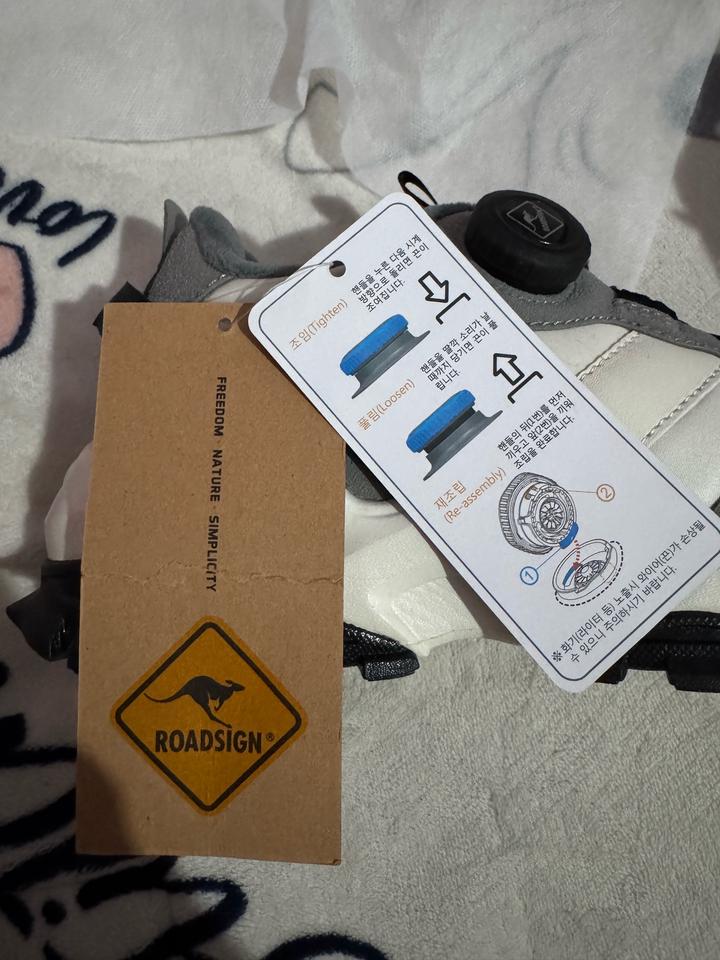 love
FREEDOM · NATURE · SIMPLICITY
ROADSIGN®
조임(Tighten)
핸들을 누른 다음 시계
방향으로 돌리면 끈이
조여집니다.
풀림(Loosen)
핸들을 딸깍 소리가 날
때까지 당기면 끈이 풀
립니다.
재조립
(Re-assembly)
핸들의 뒤(1번)를 먼저
끼우고 앞(2번)을 끼워
조립을 완료합니다.
①
②
※ 화기(라이터 등) 노출시 와이어(끈)가 손상될
수 있으니 주의하시기 바랍니다.